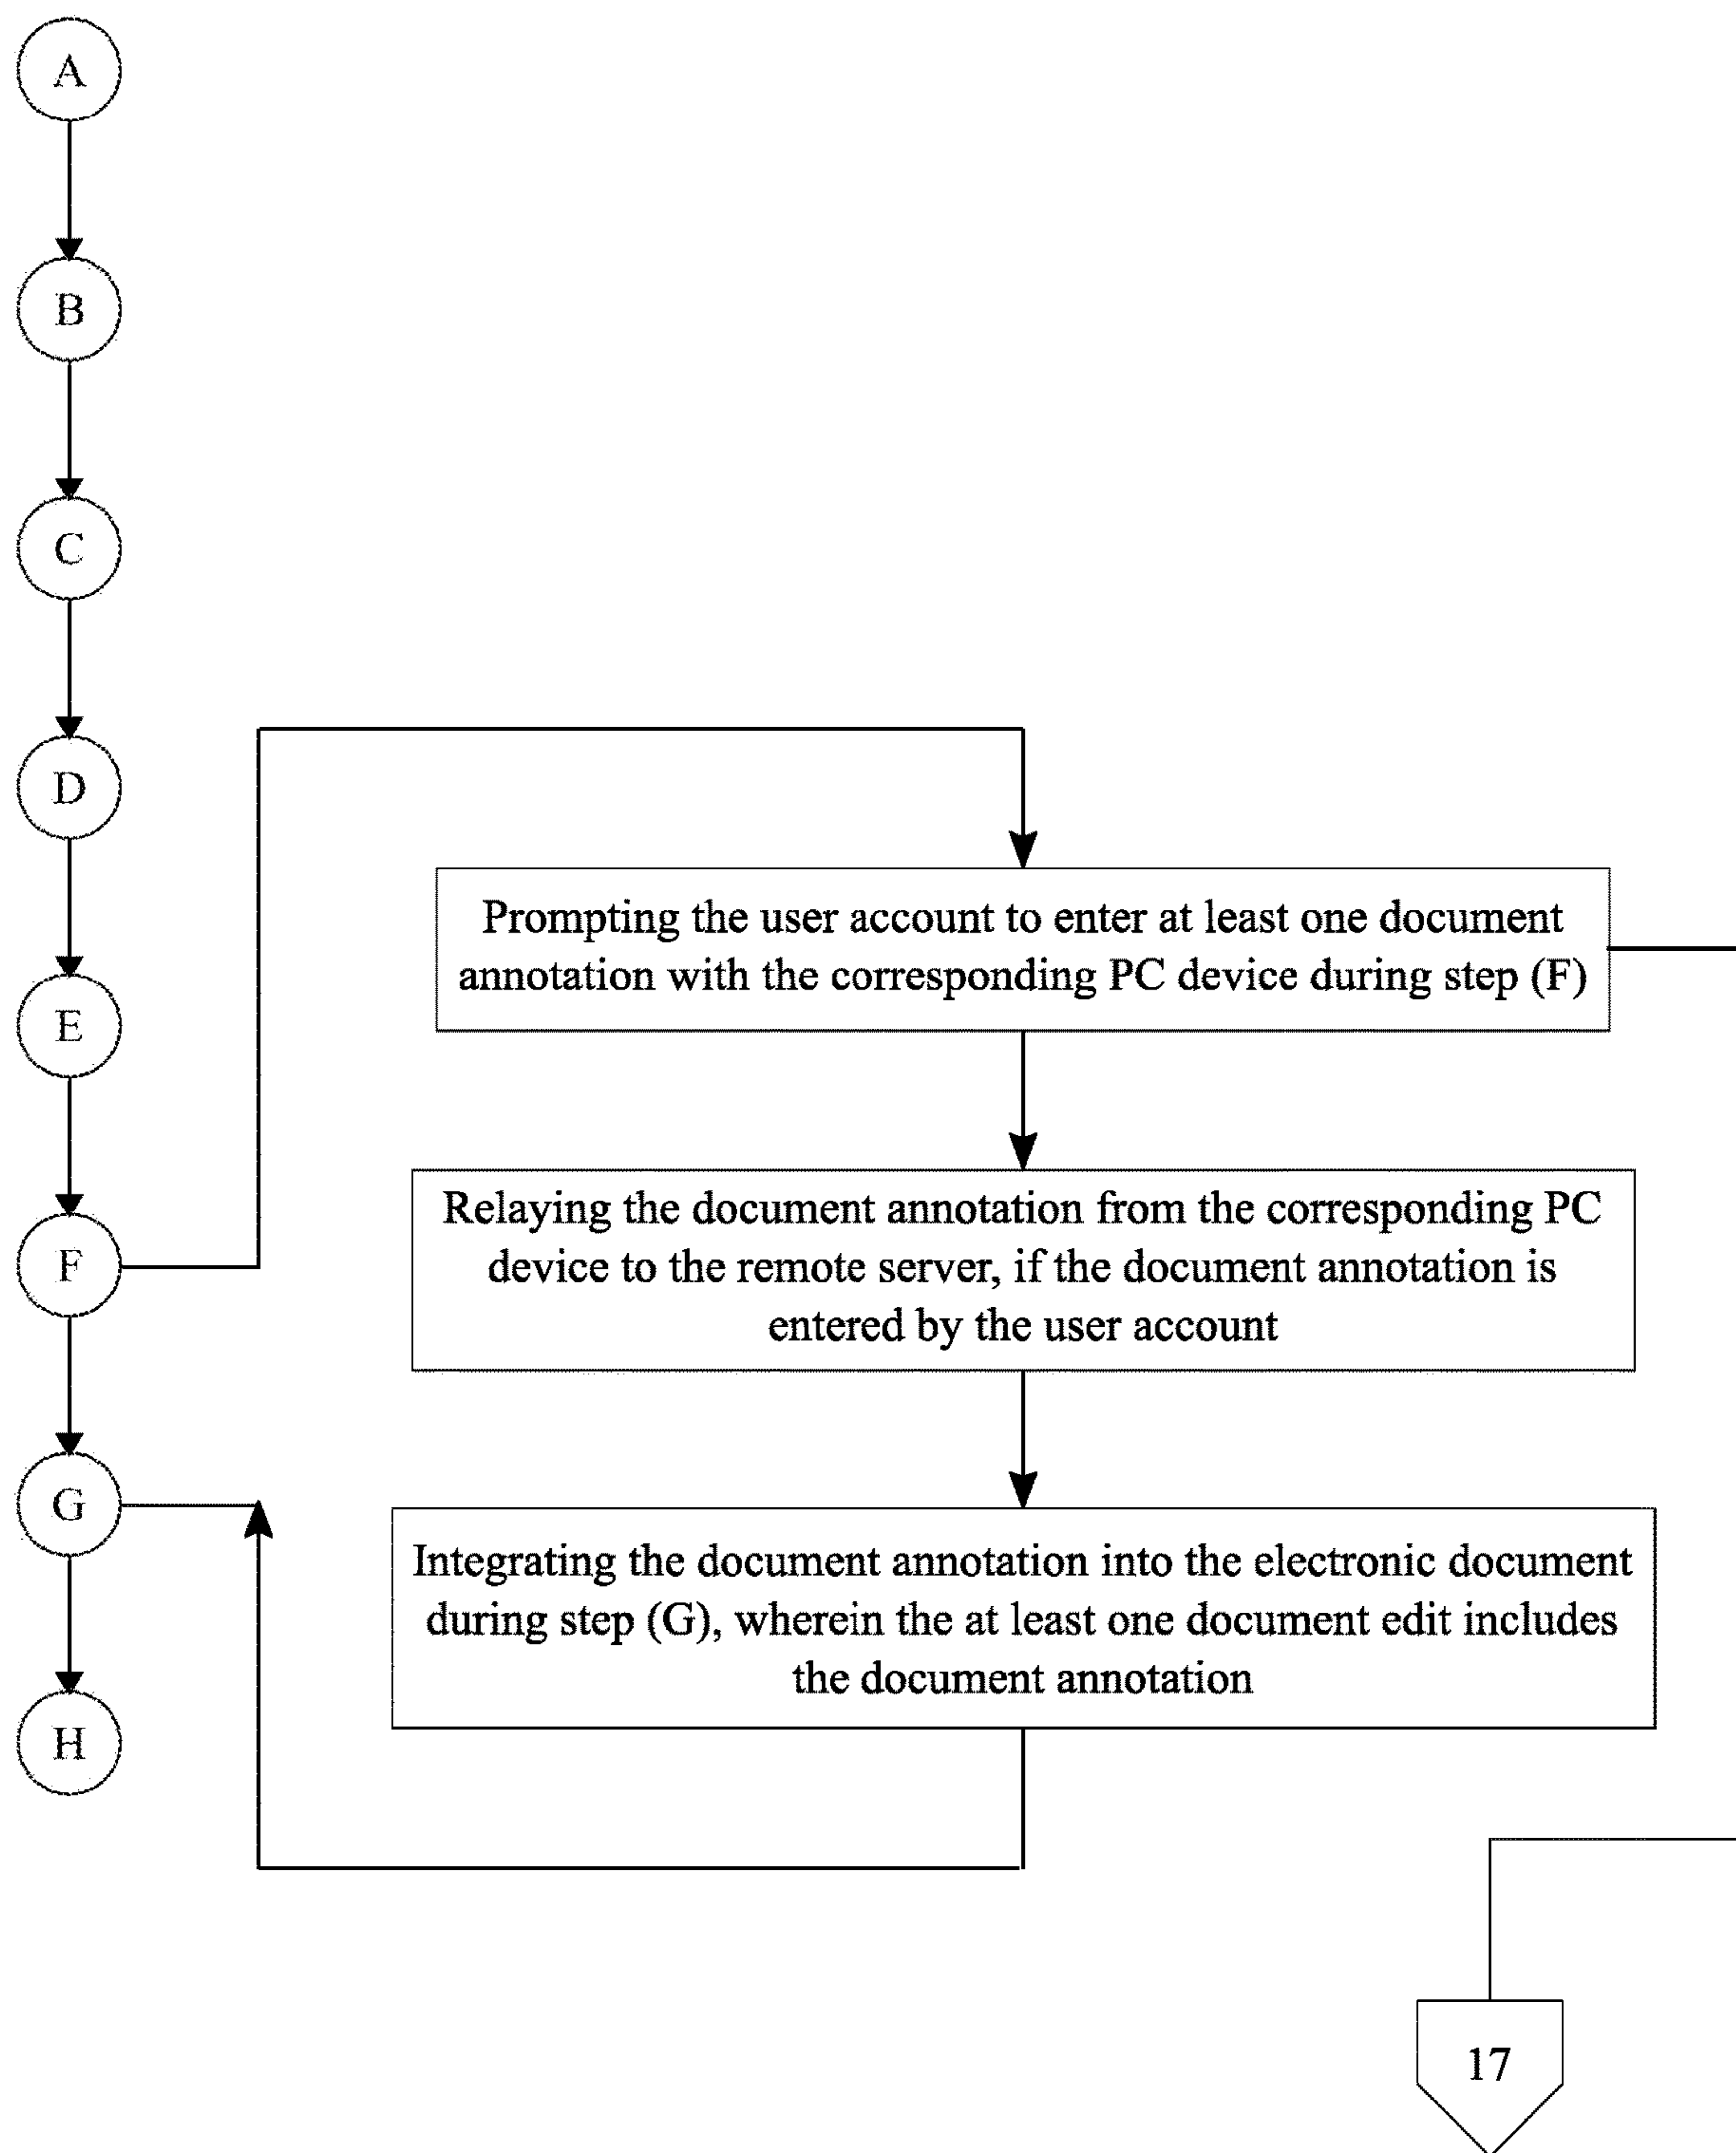 A
B
C
D
E
F
G
H
Prompting the user account to enter at least one document
annotation with the corresponding PC device during step (F)
Relaying the document annotation from the corresponding PC
device to the remote server, if the document annotation is
entered by the user account
Integrating the document annotation into the electronic document
during step (G), wherein the at least one document edit includes
the document annotation
17